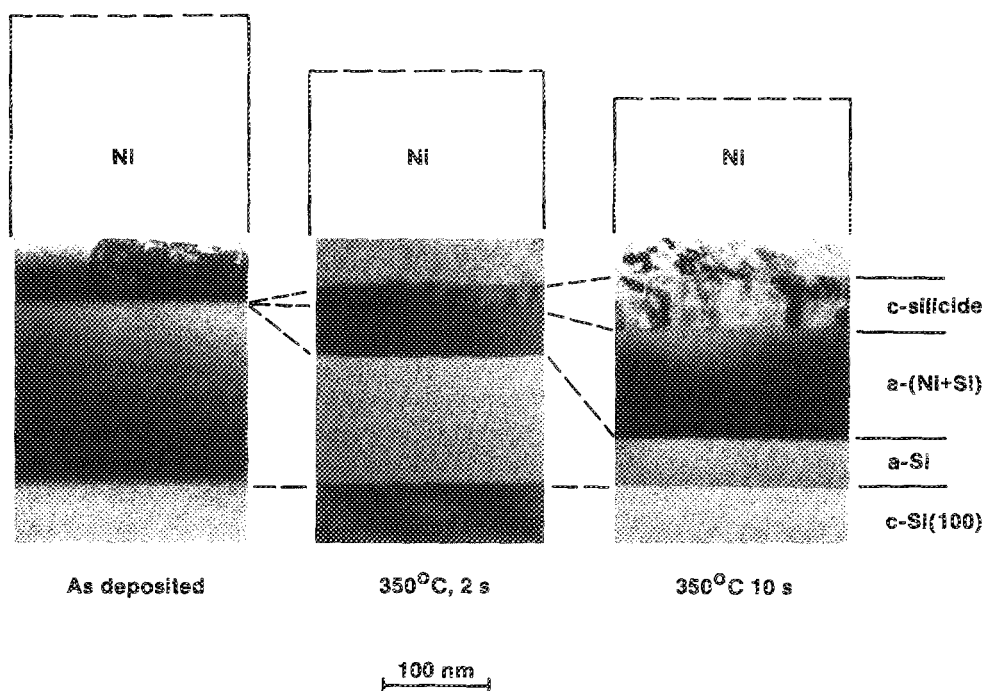 Ni
Ni
Ni
c-silicide
a-(Ni+Si)
a-Si
c-Si(100)
As deposited
350°C, 2 s
350°C 10 s
100 nm